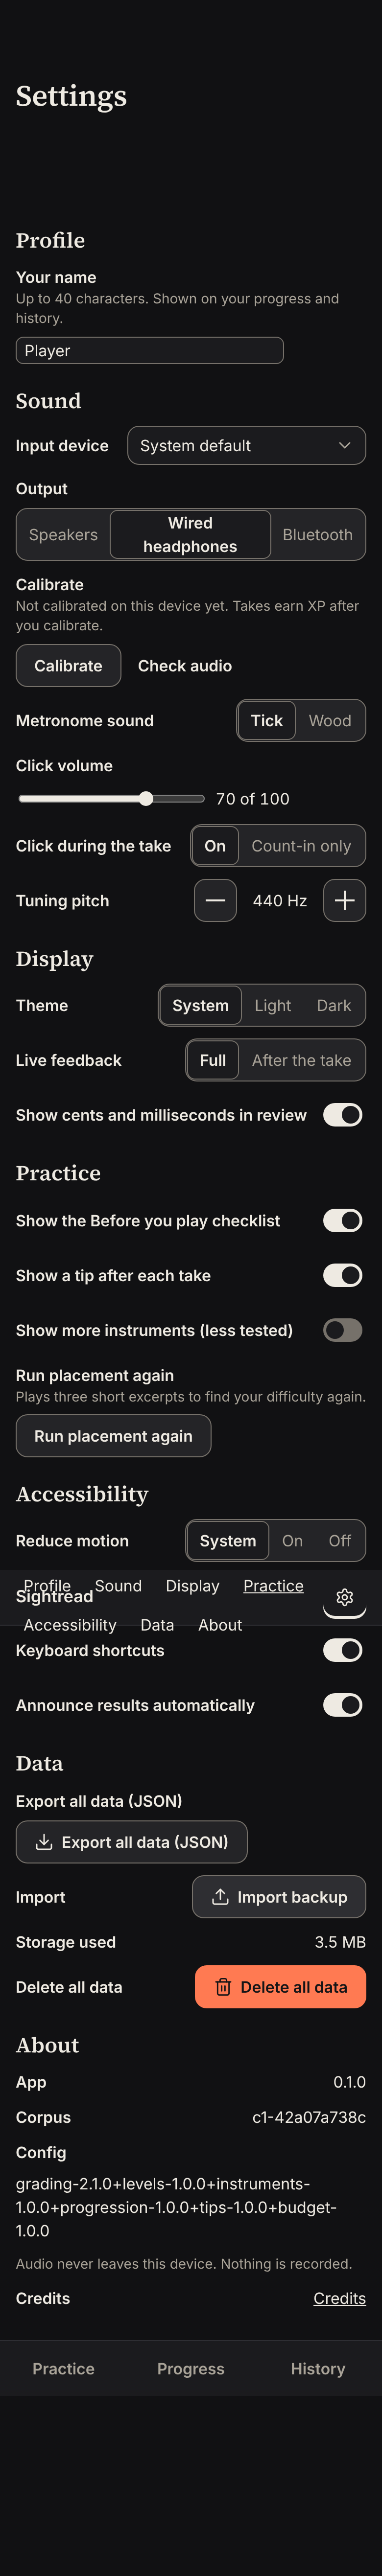 Settings
Profile
Your name
Up to 40 characters. Shown on your progress and
history.
Player
Sound
Input device
System default
Output
Speakers
Wired
headphones
Bluetooth
Calibrate
Not calibrated on this device yet. Takes earn XP after
you calibrate.
Calibrate
Check audio
Metronome sound
Tick
Wood
Click volume
70 of 100
Click during the take
On
Count-in only
Tuning pitch
440 Hz
Display
Theme
System
Light
Dark
Live feedback
Full
After the take
Show cents and milliseconds in review
Practice
Show the Before you play checklist
Show a tip after each take
Show more instruments (less tested)
Run placement again
Plays three short excerpts to find your difficulty again.
Run placement again
Accessibility
Reduce motion
System
On
Off
Profile
Sound
Display
Practice
Sightread
Accessibility
Data
About
Keyboard shortcuts
Announce results automatically
Data
Export all data (JSON)
Export all data (JSON)
Import
Import backup
Storage used
3.5 MB
Delete all data
Delete all data
About
App
0.1.0
Corpus
c1-42a07a738c
Config
grading-2.1.0+levels-1.0.0+instruments-
1.0.0+progression-1.0.0+tips-1.0.0+budget-
1.0.0
Audio never leaves this device. Nothing is recorded.
Credits
Credits
Practice
Progress
History